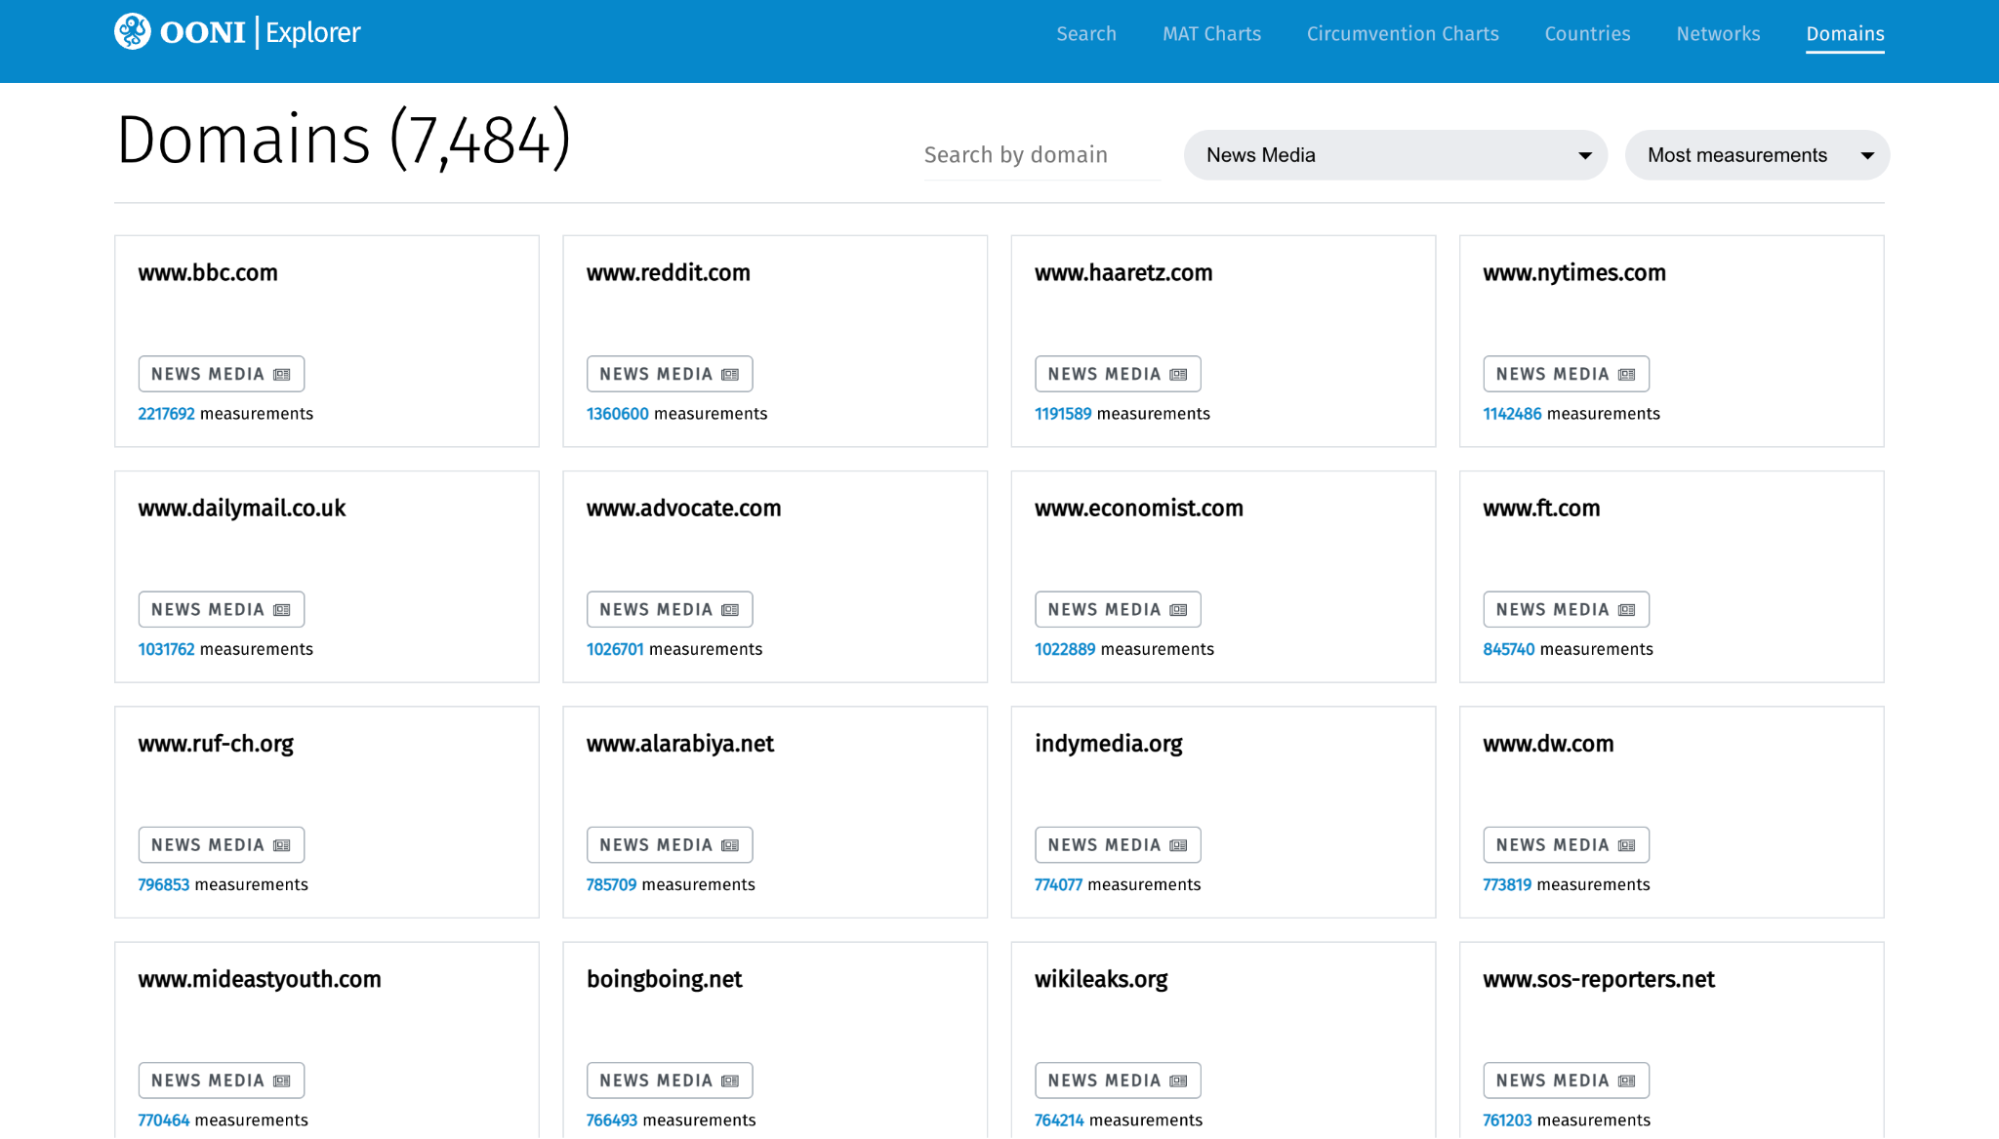 OONI | Explorer
Search MAT Charts Circumvention Charts Countries Networks Domains
Domains (7,484)
Search by domain
News Media
Most measurements
www.bbc.com
NEWS MEDIA
2217692 measurements
www.reddit.com
NEWS MEDIA
1360600 measurements
www.haaretz.com
NEWS MEDIA
1191589 measurements
www.nytimes.com
NEWS MEDIA
1142486 measurements
www.dailymail.co.uk
NEWS MEDIA
1031762 measurements
www.advocate.com
NEWS MEDIA
1026701 measurements
www.economist.com
NEWS MEDIA
1022889 measurements
www.ft.com
NEWS MEDIA
845740 measurements
www.ruf-ch.org
NEWS MEDIA
796853 measurements
www.alarabiya.net
NEWS MEDIA
785709 measurements
indymedia.org
NEWS MEDIA
774077 measurements
www.dw.com
NEWS MEDIA
773819 measurements
www.mideastyouth.com
NEWS MEDIA
770464 measurements
boingboing.net
NEWS MEDIA
766493 measurements
wikileaks.org
NEWS MEDIA
764214 measurements
www.sos-reporters.net
NEWS MEDIA
761203 measurements